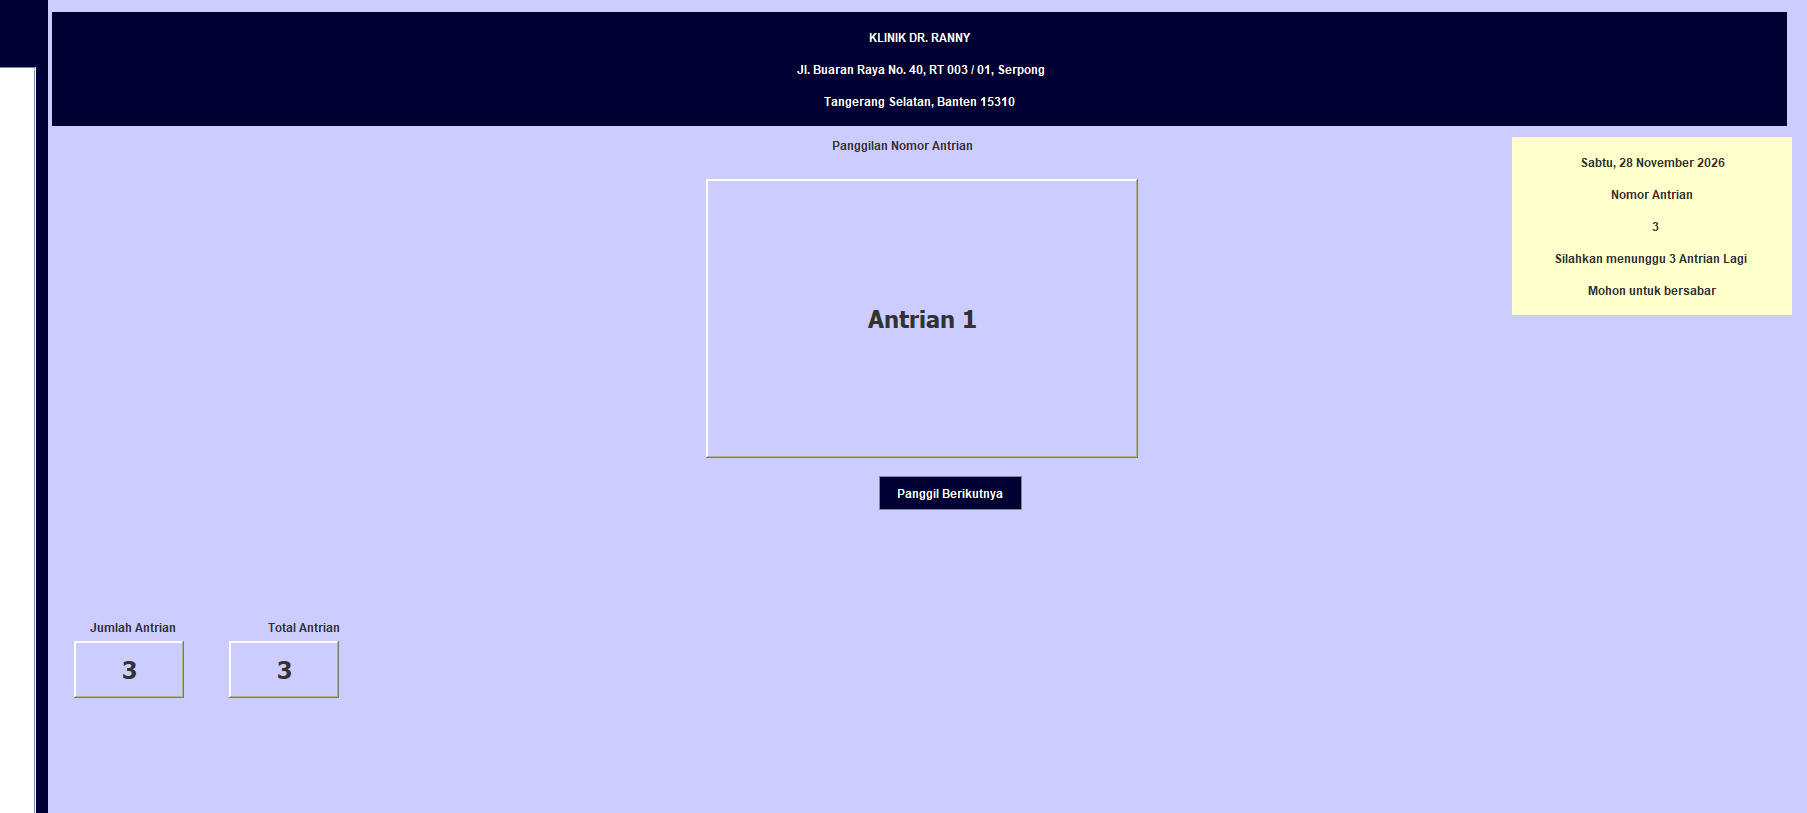 KLINIK DR. RANNY
Jl. Buaran Raya No. 40, RT 003 / 01, Serpong
Tangerang Selatan, Banten 15310
Panggilan Nomor Antrian
Antrian 1
Panggil Berikutnya
Sabtu, 28 November 2026
Nomor Antrian
3
Silahkan menunggu 3 Antrian Lagi
Mohon untuk bersabar
Jumlah Antrian
3
Total Antrian
3